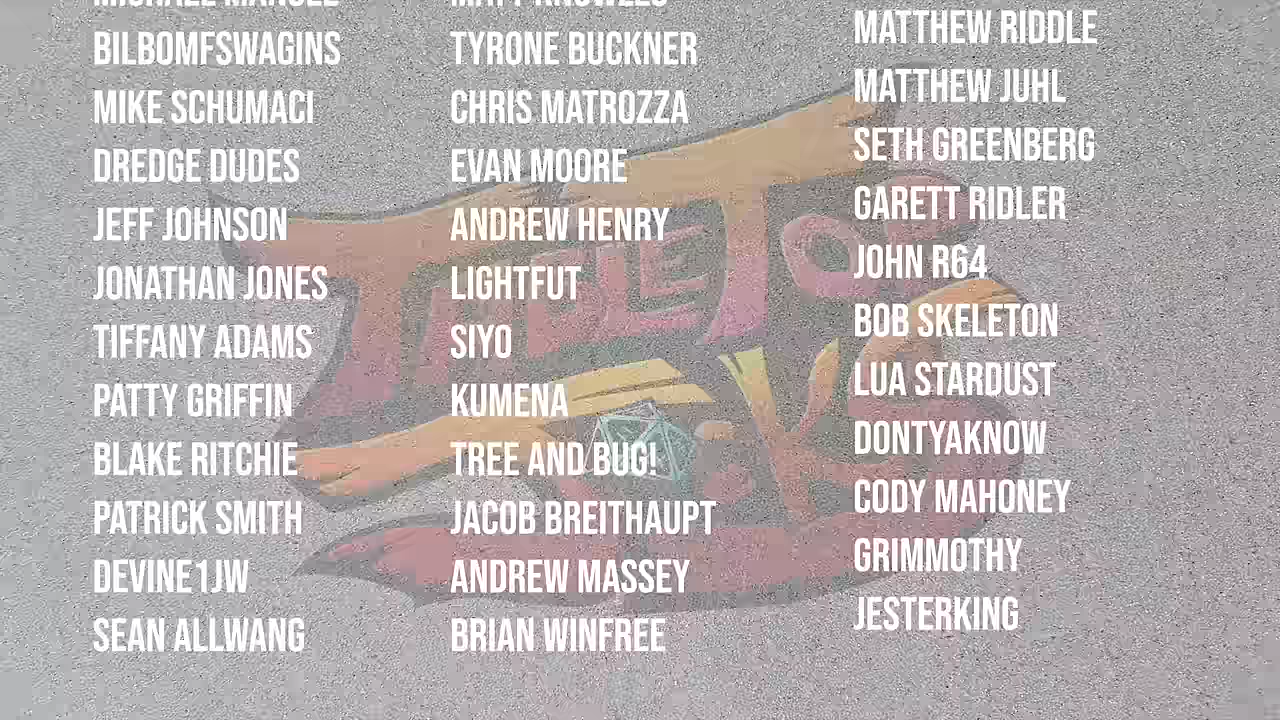 BILBOMFSWAGINS
MIKE SCHUMACI
DREDGE DUDES
JEFF JOHNSON
JONATHAN JONES
TIFFANY ADAMS
PATTY GRIFFIN
BLAKE RITCHIE
PATRICK SMITH
DEVINE1JW
SEAN ALLWANG
MATT KNOWLES
TYRONE BUCKNER
CHRIS MATROZZA
EVAN MOORE
ANDREW HENRY
LIGHTFUT
SIYO
KUMENA
TREE AND BUG!
JACOB BREITHAUPT
ANDREW MASSEY
BRIAN WINFREE
MATTHEW RIDDLE
MATTHEW JUHL
SETH GREENBERG
GARETT RIDLER
JOHN R64
BOB SKELETON
LUA STARDUST
DONTYAKNOW
CODY MAHONEY
GRIMMOTHY
JESTERKING
TABLETOP